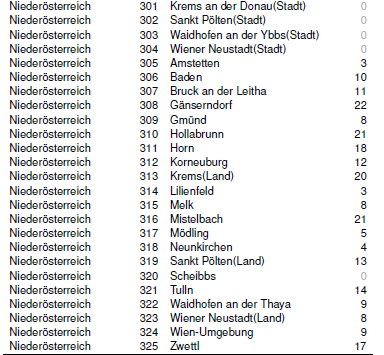 Niederösterreich 301 Krems an der Donau(Stadt) 0
Niederösterreich 302 Sankt Pölten(Stadt) 0
Niederösterreich 303 Waidhofen an der Ybbs(Stadt) 0
Niederösterreich 304 Wiener Neustadt(Stadt) 0
Niederösterreich 305 Amstetten 3
Niederösterreich 306 Baden 10
Niederösterreich 307 Bruck an der Leitha 11
Niederösterreich 308 Gänserndorf 22
Niederösterreich 309 Gmünd 8
Niederösterreich 310 Hollabrunn 21
Niederösterreich 311 Horn 18
Niederösterreich 312 Korneuburg 12
Niederösterreich 313 Krems(Land) 20
Niederösterreich 314 Lilienfeld 3
Niederösterreich 315 Melk 8
Niederösterreich 316 Mistelbach 21
Niederösterreich 317 Mödling 5
Niederösterreich 318 Neunkirchen 4
Niederösterreich 319 Sankt Pölten(Land) 13
Niederösterreich 320 Scheibbs 0
Niederösterreich 321 Tulln 14
Niederösterreich 322 Waidhofen an der Thaya 9
Niederösterreich 323 Wiener Neustadt(Land) 8
Niederösterreich 324 Wien-Umgebung 9
Niederösterreich 325 Zwettl 17